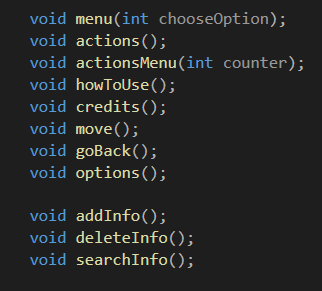 void menu(int chooseOption);
void actions();
void actionsMenu(int counter);
void howToUse();
void credits();
void move();
void goBack();
void options();
void addInfo();
void deleteInfo();
void searchInfo();